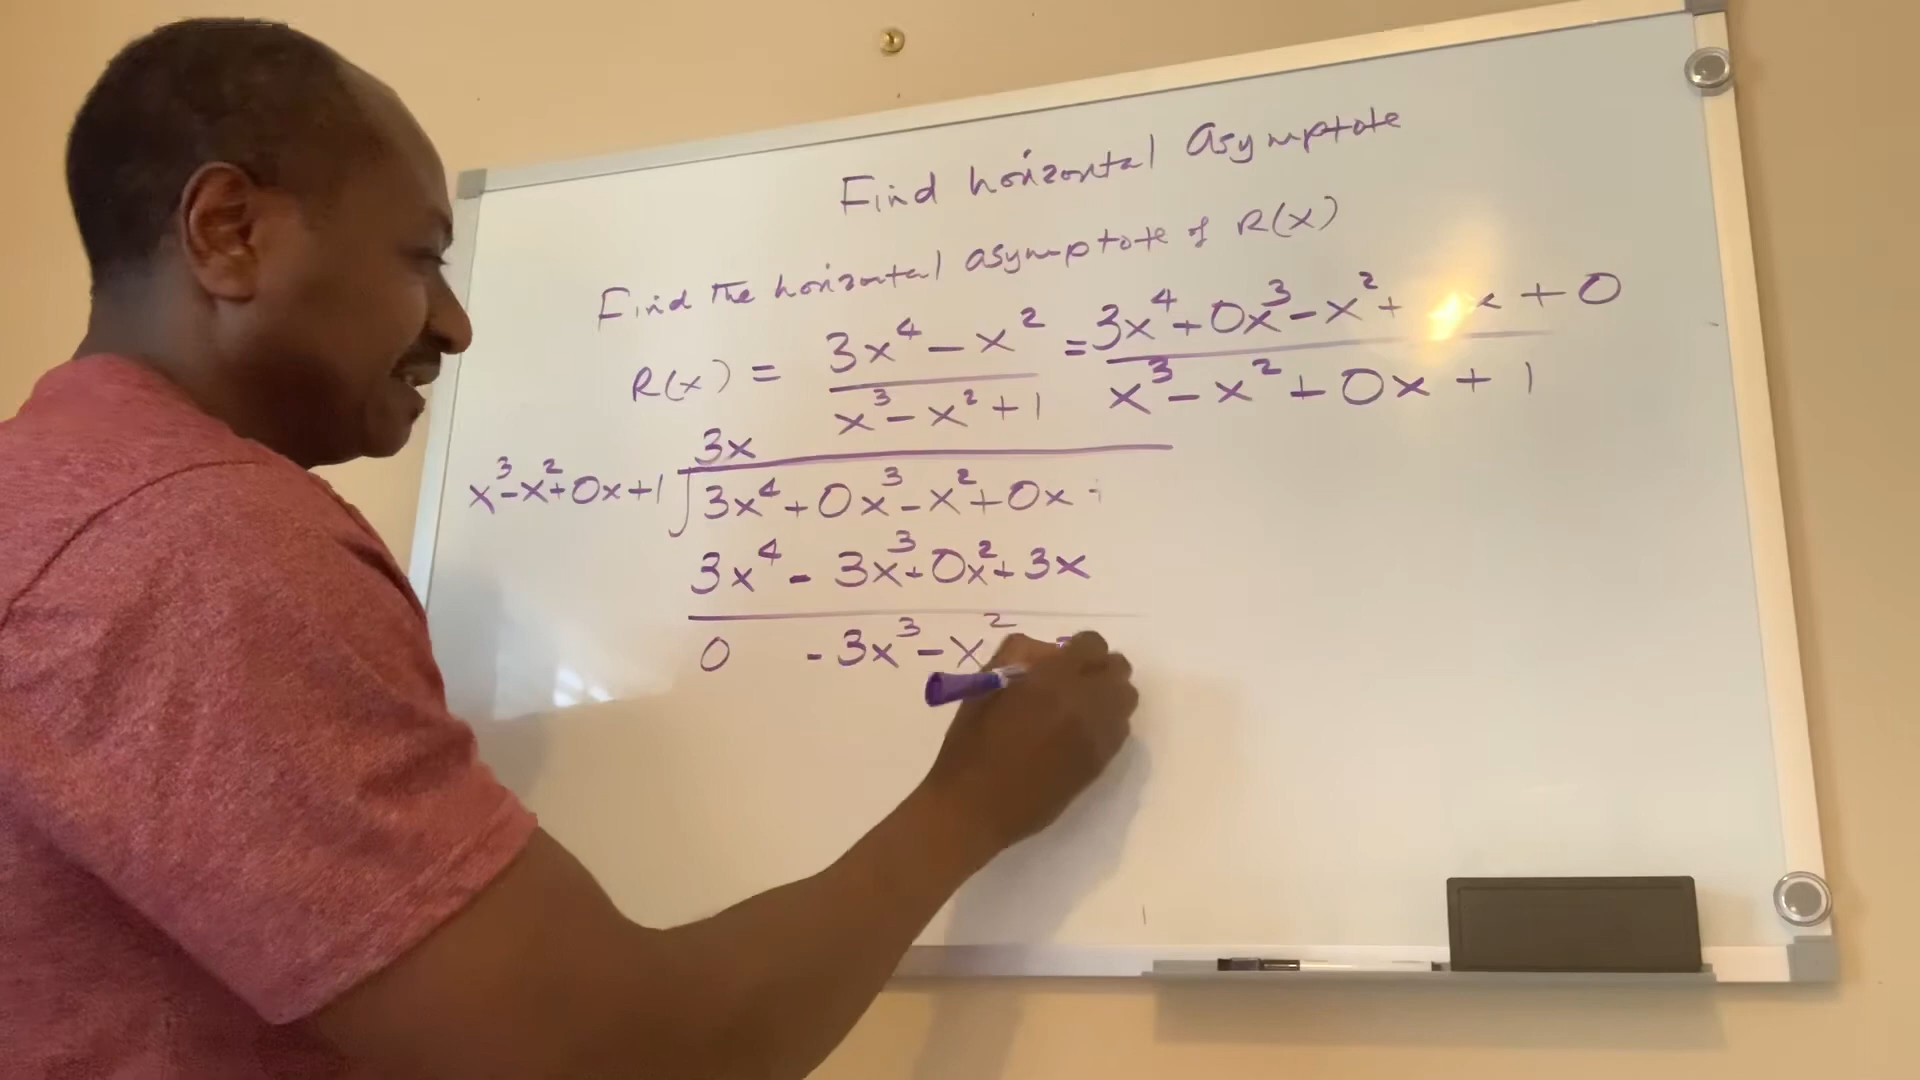 Find horizontal Asymptote
Find the horizontal asymptote of R(x)
R(x) = (3x⁴ - x²)/(x³ - x² + 1) = (3x⁴ + 0x³ - x² + x + 0)/(x³ - x² + 0x + 1)
3x
x³ - x² + 0x + 1 √ 3x⁴ + 0x³ - x² + 0x +
3x⁴ - 3x³ + 0x² + 3x
0 - 3x³ - x²